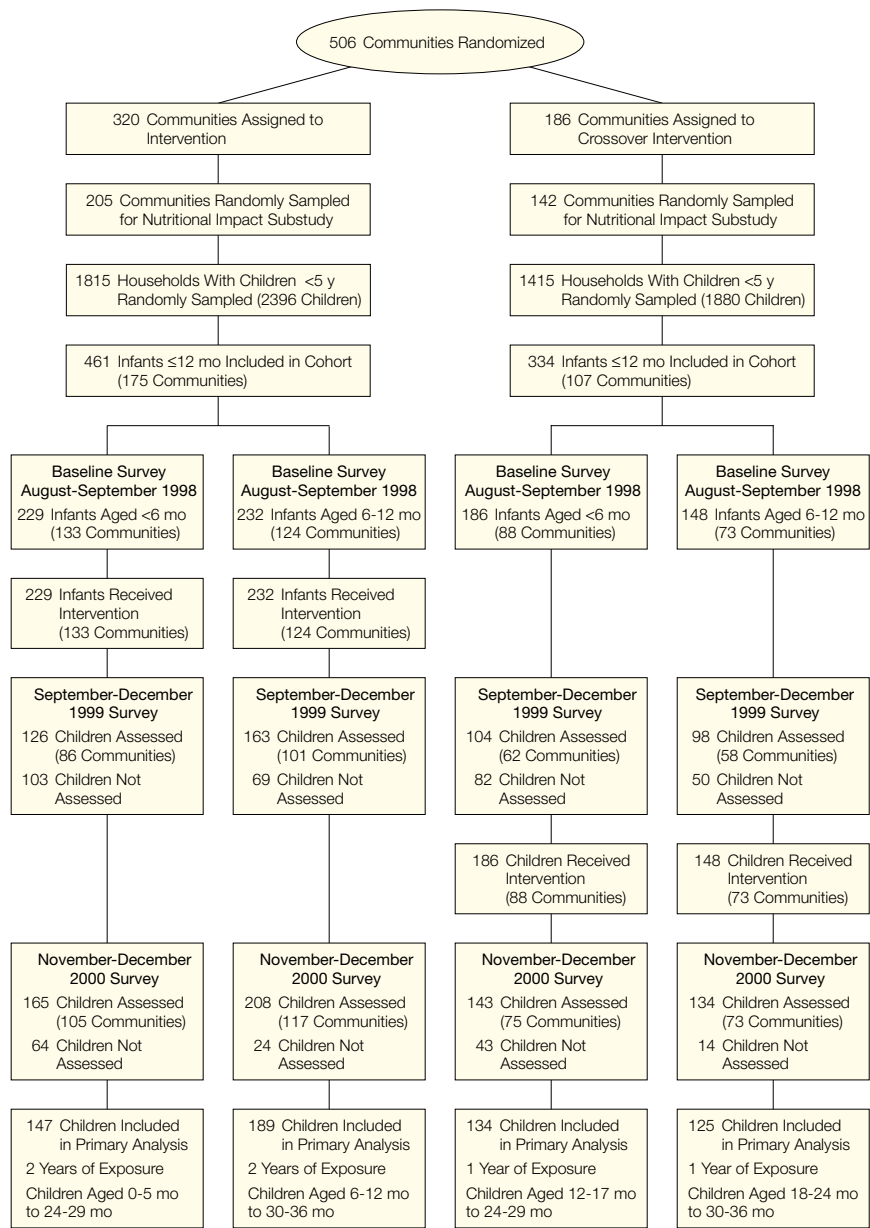 506 Communities Randomized
320 Communities Assigned to
Intervention
186 Communities Assigned to
Crossover Intervention
205 Communities Randomly Sampled
for Nutritional Impact Substudy
142 Communities Randomly Sampled
for Nutritional Impact Substudy
1815 Households With Children <5 y
Randomly Sampled (2396 Children)
1415 Households With Children <5 y
Randomly Sampled (1880 Children)
461 Infants ≤12 mo Included in Cohort
(175 Communities)
334 Infants ≤12 mo Included in Cohort
(107 Communities)
Baseline Survey
August-September 1998
229 Infants Aged <6 mo
(133 Communities)
Baseline Survey
August-September 1998
232 Infants Aged 6-12 mo
(124 Communities)
Baseline Survey
August-September 1998
186 Infants Aged <6 mo
(88 Communities)
Baseline Survey
August-September 1998
148 Infants Aged 6-12 mo
(73 Communities)
229 Infants Received
Intervention
(133 Communities)
232 Infants Received
Intervention
(124 Communities)
September-December
1999 Survey
126 Children Assessed
(86 Communities)
103 Children Not
Assessed
September-December
1999 Survey
163 Children Assessed
(101 Communities)
69 Children Not
Assessed
September-December
1999 Survey
104 Children Assessed
(62 Communities)
82 Children Not
Assessed
September-December
1999 Survey
98 Children Assessed
(58 Communities)
50 Children Not
Assessed
186 Children Received
Intervention
(88 Communities)
148 Children Received
Intervention
(73 Communities)
November-December
2000 Survey
165 Children Assessed
(105 Communities)
64 Children Not
Assessed
November-December
2000 Survey
208 Children Assessed
(117 Communities)
24 Children Not
Assessed
November-December
2000 Survey
143 Children Assessed
(75 Communities)
43 Children Not
Assessed
November-December
2000 Survey
134 Children Assessed
(73 Communities)
14 Children Not
Assessed
147 Children Included
in Primary Analysis
2 Years of Exposure
Children Aged 0-5 mo
to 24-29 mo
189 Children Included
in Primary Analysis
2 Years of Exposure
Children Aged 6-12 mo
to 30-36 mo
134 Children Included
in Primary Analysis
1 Year of Exposure
Children Aged 12-17 mo
to 24-29 mo
125 Children Included
in Primary Analysis
1 Year of Exposure
Children Aged 18-24 mo
to 30-36 mo